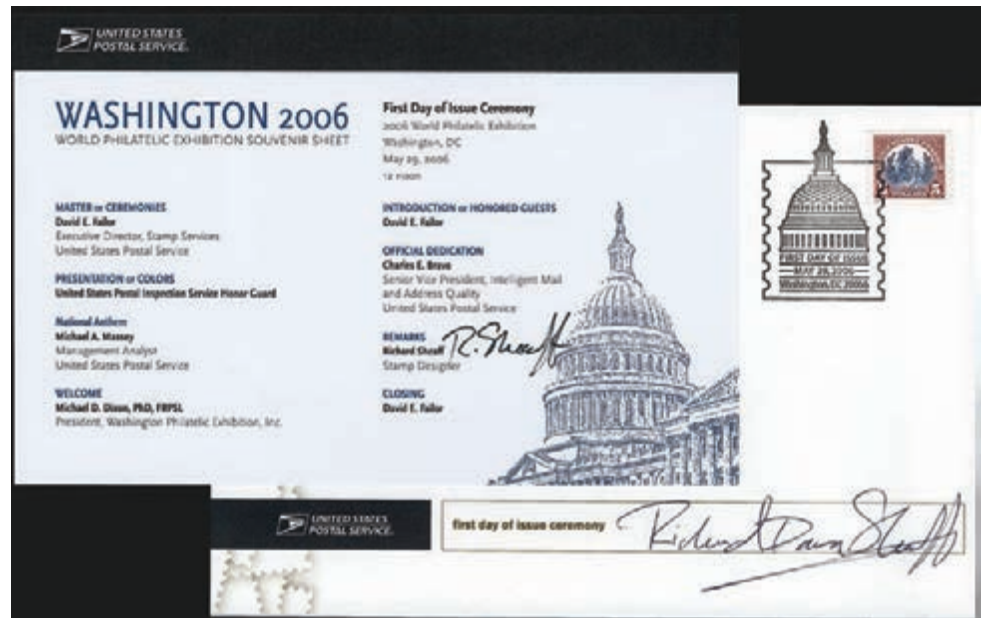 UNITED STATES
POSTAL SERVICE.
WASHINGTON 2006
WORLD PHILATELIC EXHIBITION SOUVENIR SHEET
MASTER OF CEREMONIES
David E. Failor
Executive Director, Stamp Services
United States Postal Service
PRESENTATION OF COLORS
United States Postal Inspection Service Honor Guard
National Anthem
Michael A. Massey
Management Analyst
United States Postal Service
WELCOME
Michael D. Dixon, PhD, FRPSL
President, Washington Philatelic Exhibition, Inc.
First Day of Issue Ceremony
2006 World Philatelic Exhibition
Washington, DC
May 29, 2006
12 noon
INTRODUCTION OF HONORED GUESTS
David E. Failor
OFFICIAL DEDICATION
Charles E. Bravo
Senior Vice President, Intelligent Mail
and Address Quality
United States Postal Service
REMARKS
Richard Sheaff
R. Sheaff
Stamp Designer
CLOSING
David E. Failor
5
FIRST DAY OF ISSUE
MAY 29, 2006
Washington, DC 20066
UNITED STATES
POSTAL SERVICE.
first day of issue ceremony
Richard Sheaff